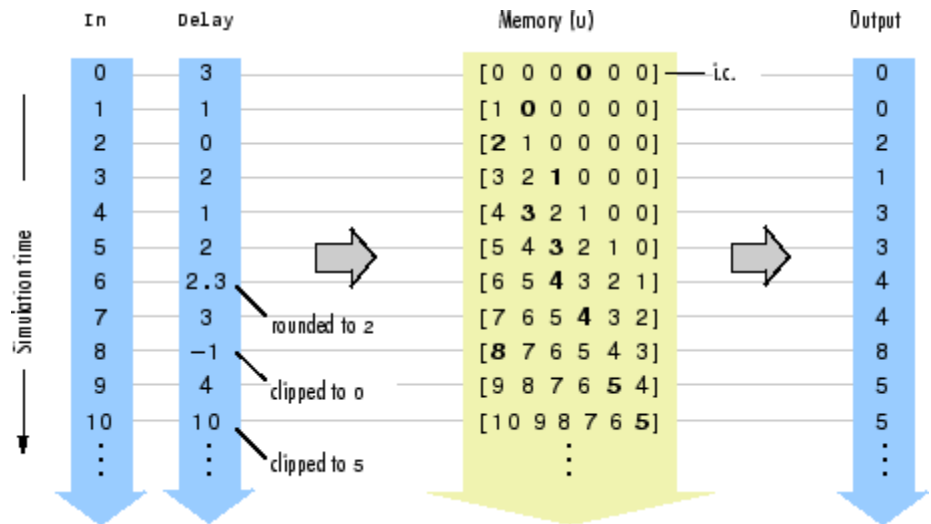 In Delay Memory (u) Output
0 3 [0 0 0 0 0 0] i.c. 0
1 1 [1 0 0 0 0 0] 0
2 0 [2 1 0 0 0 0] 2
3 2 [3 2 1 0 0 0] 1
4 1 [4 3 2 1 0 0] 3
5 2 [5 4 3 2 1 0] 3
6 2.3 [6 5 4 3 2 1] 4
rounded to 2
7 3 [7 6 5 4 3 2] 4
8 −1 [8 7 6 5 4 3] 8
clipped to 0
9 4 [9 8 7 6 5 4] 5
10 10 [10 9 8 7 6 5] 5
clipped to 5
Simulation time